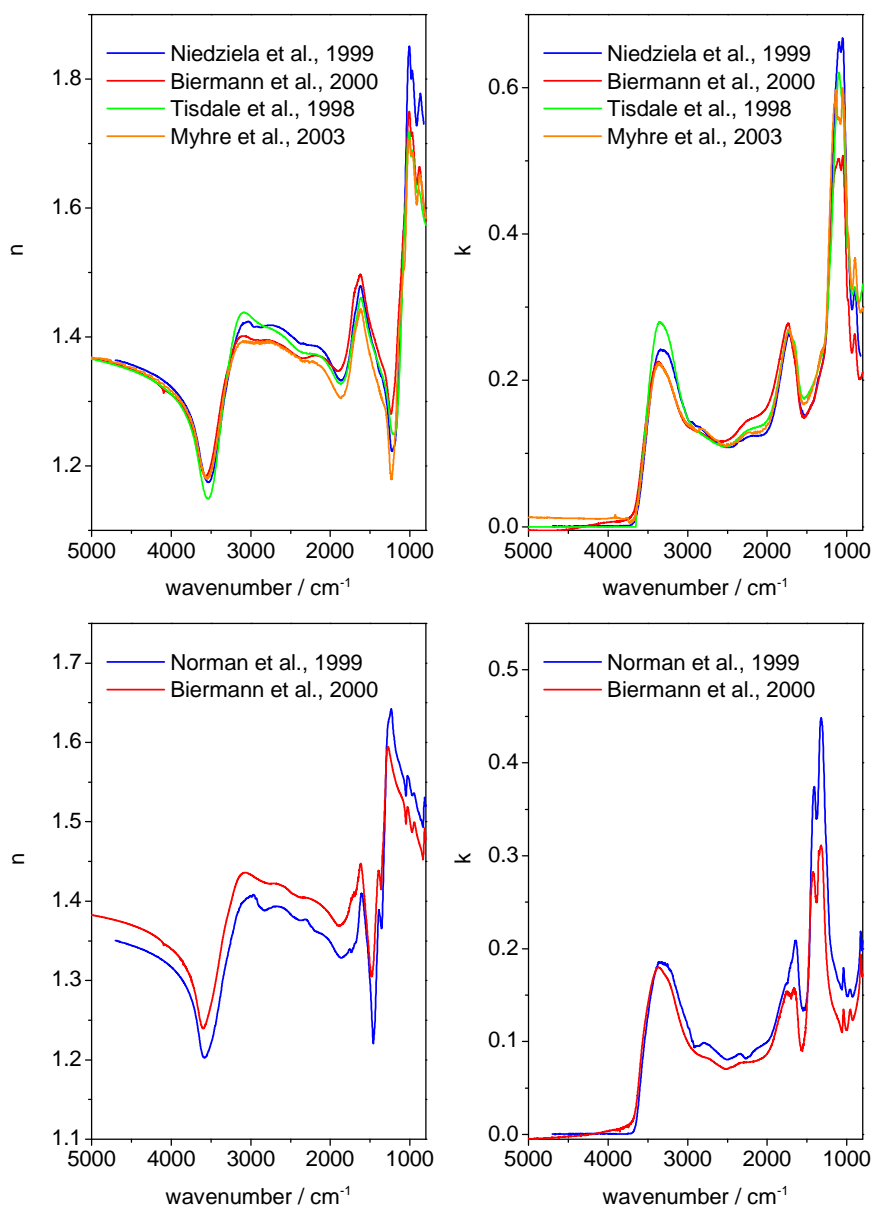 Niedziela et al., 1999
Biermann et al., 2000
Tisdale et al., 1998
Myhre et al., 2003
1.8
1.6
1.4
1.2
n
5000 4000 3000 2000 1000
wavenumber / cm⁻¹
Niedziela et al., 1999
Biermann et al., 2000
Tisdale et al., 1998
Myhre et al., 2003
0.6
0.4
0.2
0.0
k
5000 4000 3000 2000 1000
wavenumber / cm⁻¹
Norman et al., 1999
Biermann et al., 2000
1.7
1.6
1.5
1.4
1.3
1.2
1.1
n
5000 4000 3000 2000 1000
wavenumber / cm⁻¹
Norman et al., 1999
Biermann et al., 2000
0.5
0.4
0.3
0.2
0.1
0.0
k
5000 4000 3000 2000 1000
wavenumber / cm⁻¹